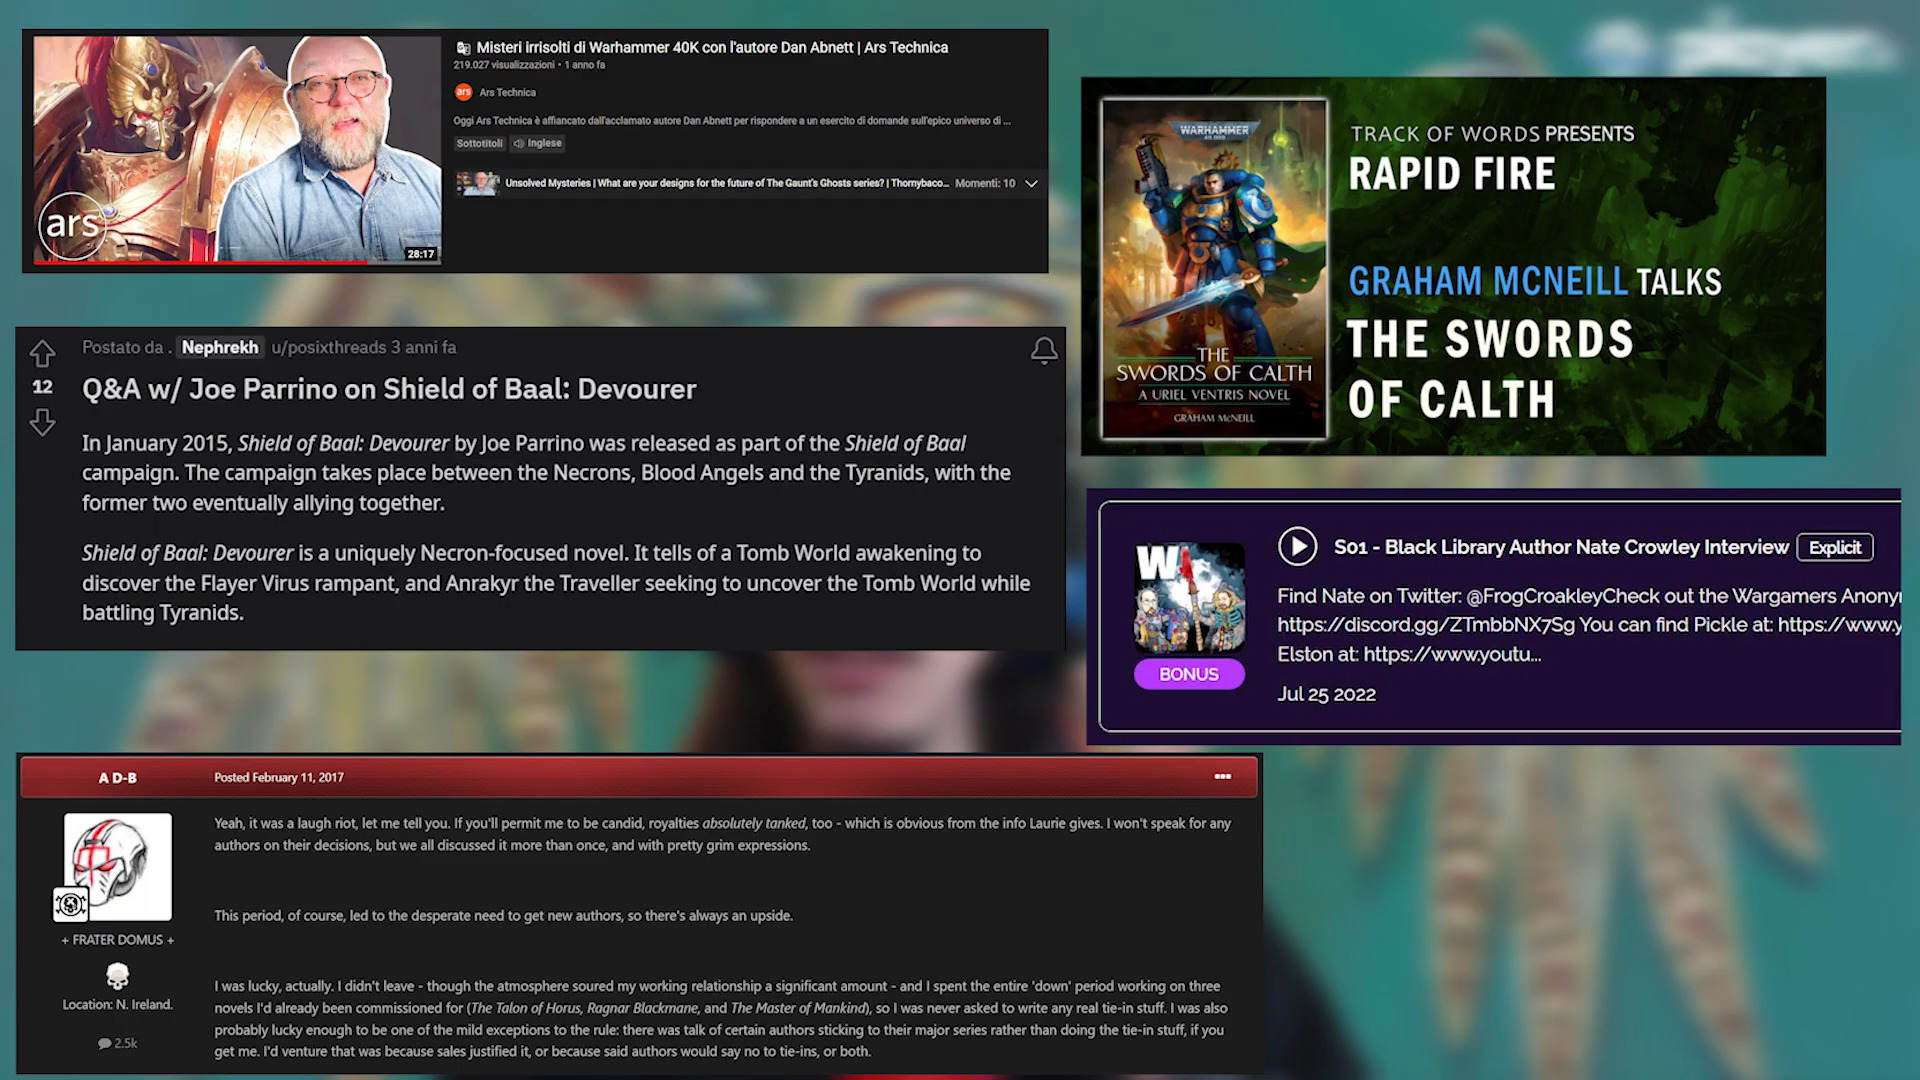 Misteri irrisolti di Warhammer 40K con l'autore Dan Abnett | Ars Technica
219.027 visualizzazioni • 1 anno fa
ars Ars Technica
Oggi Ars Technica è affiancato dall'acclamato autore Dan Abnett per rispondere a un esercito di domande sull'epico universo di ...
Sottotitoli Inglese
Unsolved Mysteries | What are your designs for the future of The Gaunt's Ghosts series? | Thornybaco... Momenti: 10
ars
28:17
Postato da . Nephrekh u/posixthreads 3 anni fa
12
Q&A w/ Joe Parrino on Shield of Baal: Devourer
In January 2015, Shield of Baal: Devourer by Joe Parrino was released as part of the Shield of Baal
campaign. The campaign takes place between the Necrons, Blood Angels and the Tyranids, with the
former two eventually allying together.
Shield of Baal: Devourer is a uniquely Necron-focused novel. It tells of a Tomb World awakening to
discover the Flayer Virus rampant, and Anrakyr the Traveller seeking to uncover the Tomb World while
battling Tyranids.
WARHAMMER
40,000
THE
SWORDS OF CALTH
A URIEL VENTRIS NOVEL
GRAHAM McNEILL
TRACK OF WORDS PRESENTS
RAPID FIRE
GRAHAM MCNEILL TALKS
THE SWORDS
OF CALTH
W
BONUS
S01 - Black Library Author Nate Crowley Interview Explicit
Find Nate on Twitter: @FrogCroakleyCheck out the Wargamers Anony
https://discord.gg/ZTmbbNX7Sg You can find Pickle at: https://www.y
Elston at: https://www.youtu...
Jul 25 2022
A D-B
Posted February 11, 2017
•••
Yeah, it was a laugh riot, let me tell you. If you'll permit me to be candid, royalties absolutely tanked, too - which is obvious from the info Laurie gives. I won't speak for any
authors on their decisions, but we all discussed it more than once, and with pretty grim expressions.
This period, of course, led to the desperate need to get new authors, so there's always an upside.
I was lucky, actually. I didn't leave - though the atmosphere soured my working relationship a significant amount - and I spent the entire 'down' period working on three
novels I'd already been commissioned for (The Talon of Horus, Ragnar Blackmane, and The Master of Mankind), so I was never asked to write any real tie-in stuff. I was also
probably lucky enough to be one of the mild exceptions to the rule: there was talk of certain authors sticking to their major series rather than doing the tie-in stuff, if you
get me. I'd venture that was because sales justified it, or because said authors would say no to tie-ins, or both.
+ FRATER DOMUS +
Location: N. Ireland.
2.5k